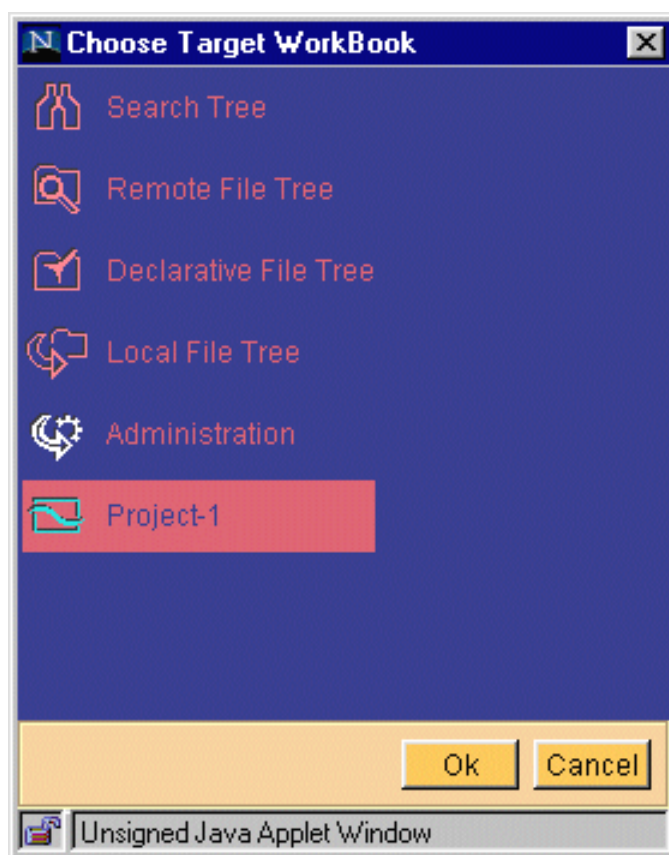 Choose Target WorkBook
Search Tree
Remote File Tree
Declarative File Tree
Local File Tree
Administration
Project-1
Ok Cancel
Unsigned Java Applet Window